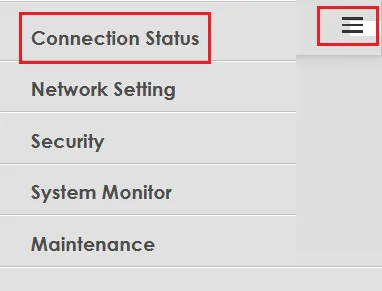 Connection Status
Network Setting
Security
System Monitor
Maintenance